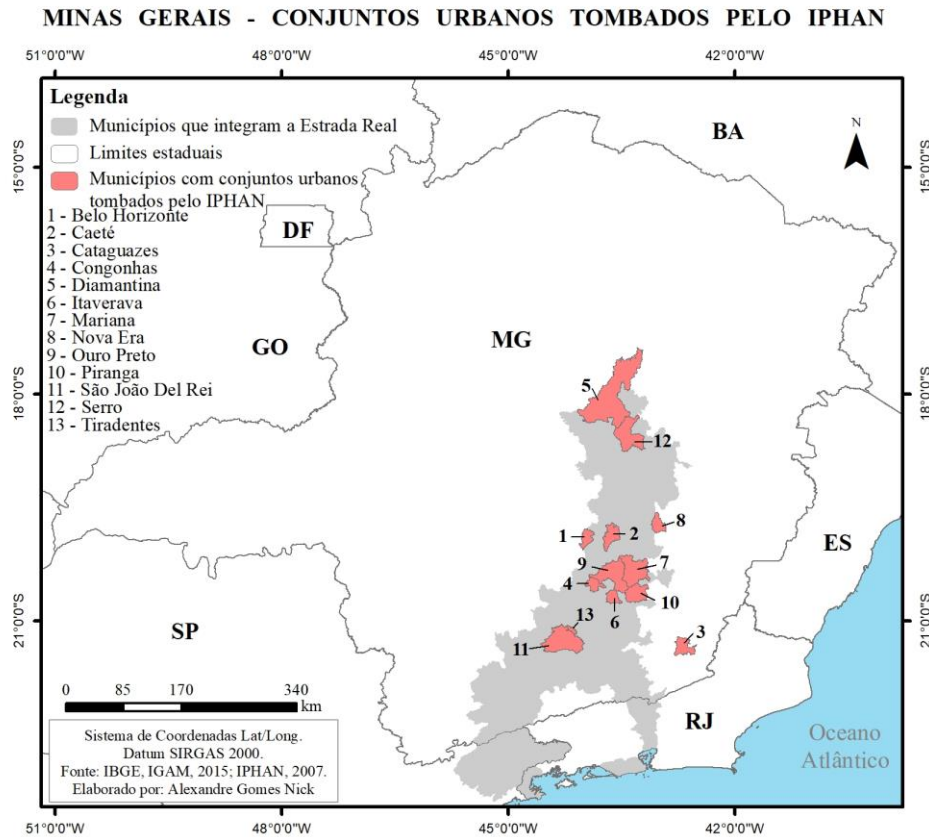 MINAS GERAIS - CONJUNTOS URBANOS TOMBADOS PELO IPHAN
51°0'0"W 48°0'0"W 45°0'0"W 42°0'0"W
Legenda
Municípios que integram a Estrada Real
Limites estaduais
Municípios com conjuntos urbanos
tombados pelo IPHAN
1 - Belo Horizonte
2 - Caeté
3 - Cataguazes
4 - Congonhas
5 - Diamantina
6 - Itaverava
7 - Mariana
8 - Nova Era
9 - Ouro Preto
10 - Piranga
11 - São João Del Rei
12 - Serro
13 - Tiradentes
N
BA
15°0'0"S 15°0'0"S
DF
GO
MG
18°0'0"S 18°0'0"S
5
12
8
1 2
ES
9 7
4
10
6
21°0'0"S 21°0'0"S
SP
13
3
11
0 85 170 340
km
RJ
Sistema de Coordenadas Lat/Long.
Datum SIRGAS 2000.
Fonte: IBGE, IGAM, 2015; IPHAN, 2007.
Elaborado por: Alexandre Gomes Nick
Oceano
Atlântico
51°0'0"W 48°0'0"W 45°0'0"W 42°0'0"W